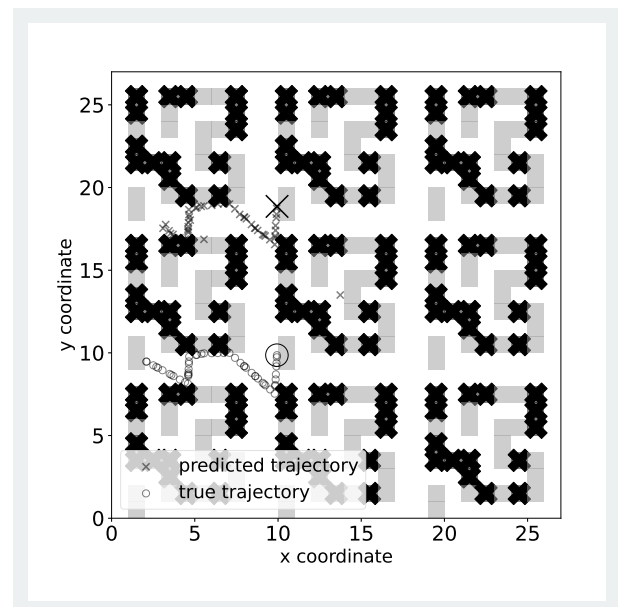 25
20
15
10
5
0
y coordinate
predicted trajectory
true trajectory
0 5 10 15 20 25
x coordinate